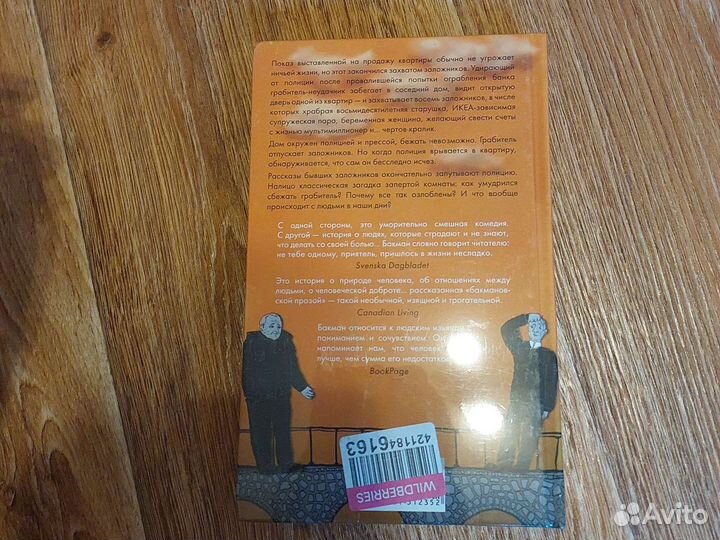 Показ выставленной на продажу квартиры обычно не угрожает
ничьей жизни, но этот закончился захватом заложников. Удирающий
от полиции после провалившейся попытки ограбления банка
грабитель-неудачник забегает в соседний дом, видит открытую
дверь одной из квартир — и захватывает восемь заложников, в числе
которых храбрая восьмидесятилетняя старушка, ИКЕА-зависимая
супружеская пара, беременная женщина, желающий свести счеты
с жизнью мультимиллионер и... чертов кролик.
Дом окружен полицией и прессой, бежать невозможно. Грабитель
отпускает заложников. Но когда полиция врывается в квартиру,
обнаруживается, что сам он бесследно исчез.
Рассказы бывших заложников окончательно запутывают полицию.
Налицо классическая загадка запертой комнаты: как умудрился
сбежать грабитель? Почему все так озлоблены? И что вообще
происходит с людьми в наши дни?
С одной стороны, это уморительно смешная комедия.
С другой — история о людях, которые страдают и не знают,
что делать со своей болью... Бакман словно говорит читателю:
не тебе одному, приятель, пришлось в жизни несладко.
Svenska Dagbladet
Это история о природе человека, об отношениях между
людьми, о человеческой доброте... рассказанная «бакманов-
ской прозой» — такой необычной, изящной и трогательной.
Canadian Living
Бакман относится к людским изъянам
пониманием и сочувствием.
напоминает нам, что человек
лучше, чем сумма его недостатков
BookPage
42118466163
WILDBERRIES
Avito